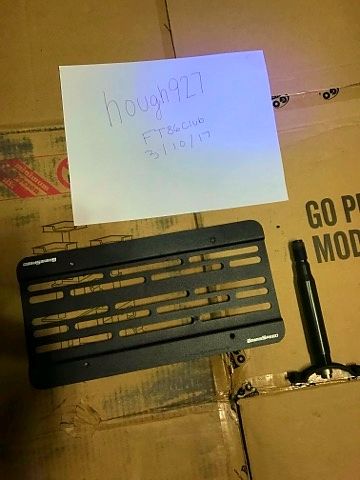 hough927
FT86club
3/10/17
GO P
MOD